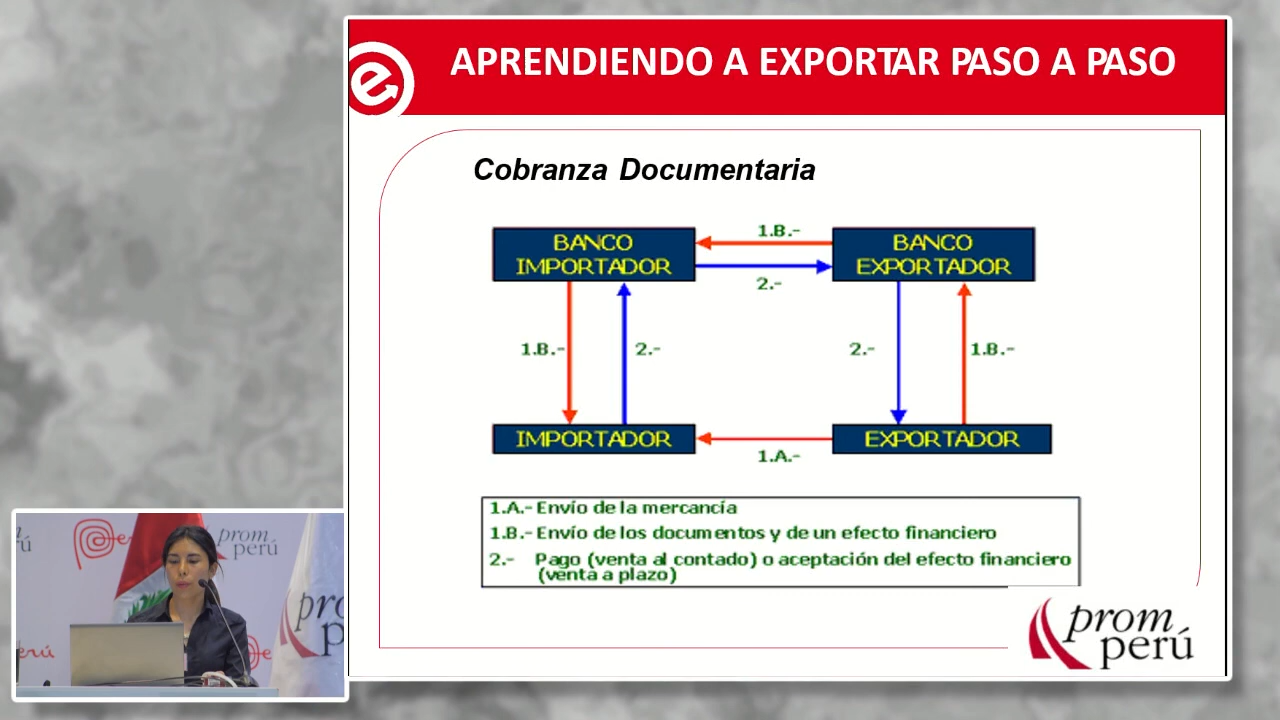 APRENDIENDO A EXPORTAR PASO A PASO
Cobranza Documentaria
BANCO
IMPORTADOR
1.B.-
2.-
BANCO
EXPORTADOR
1.B.-
2.-
2.-
1.B.-
IMPORTADOR
1.A.-
EXPORTADOR
1.A.- Envío de la mercancía
1.B.- Envío de los documentos y de un efecto financiero
2.- Pago (venta al contado) o aceptación del efecto financiero
(venta a plazo)
prom
perú
prom
perú